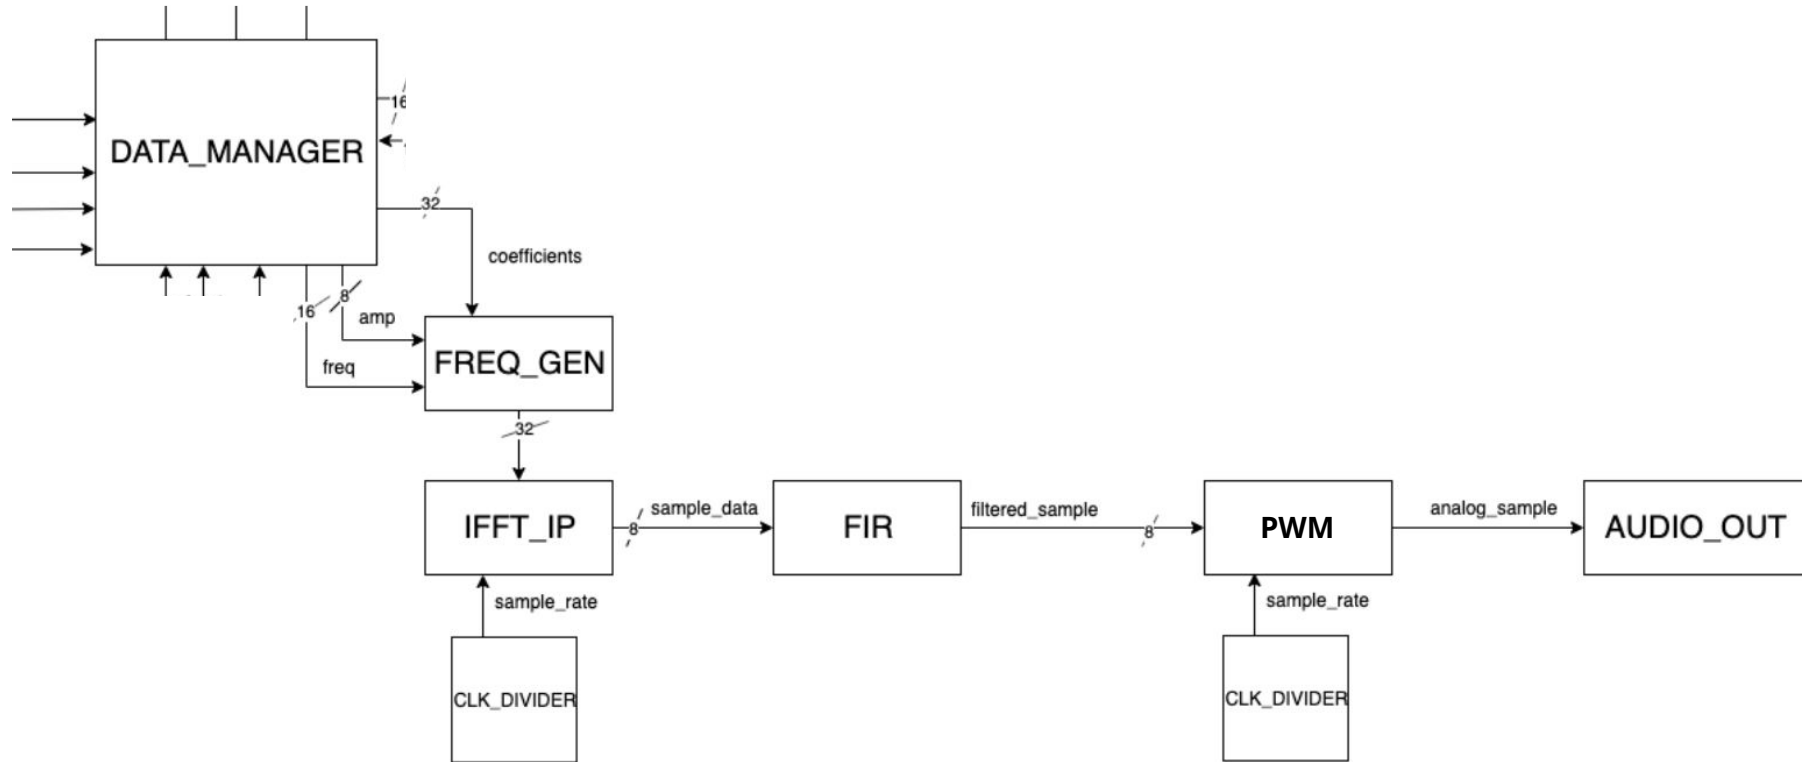 16
DATA_MANAGER
32
coefficients
16
8
amp
freq
FREQ_GEN
32
IFFT_IP
8
sample_data
FIR
filtered_sample
8
PWM
analog_sample
AUDIO_OUT
sample_rate
sample_rate
CLK_DIVIDER
CLK_DIVIDER